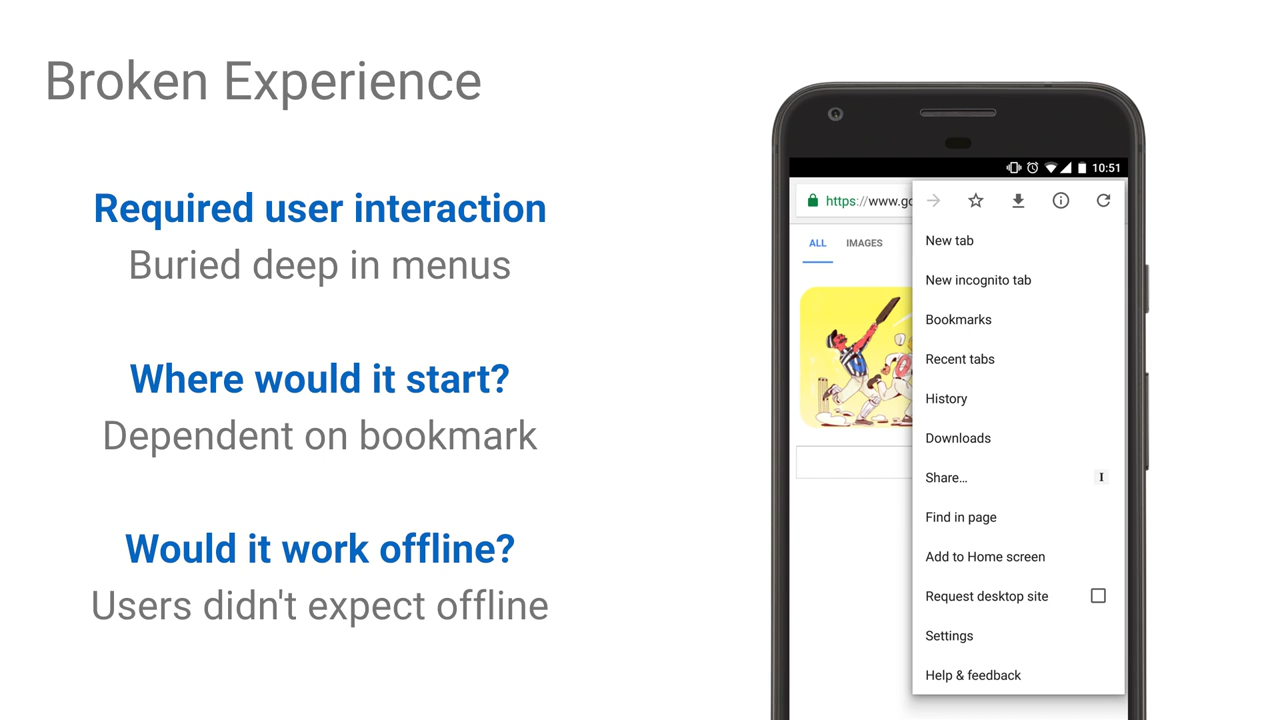 Broken Experience
Required user interaction
Buried deep in menus
Where would it start?
Dependent on bookmark
Would it work offline?
Users didn't expect offline
10:51
https://www.go
ALL IMAGES
New tab
New incognito tab
Bookmarks
Recent tabs
History
Downloads
Share…
I
Find in page
Add to Home screen
Request desktop site
Settings
Help & feedback